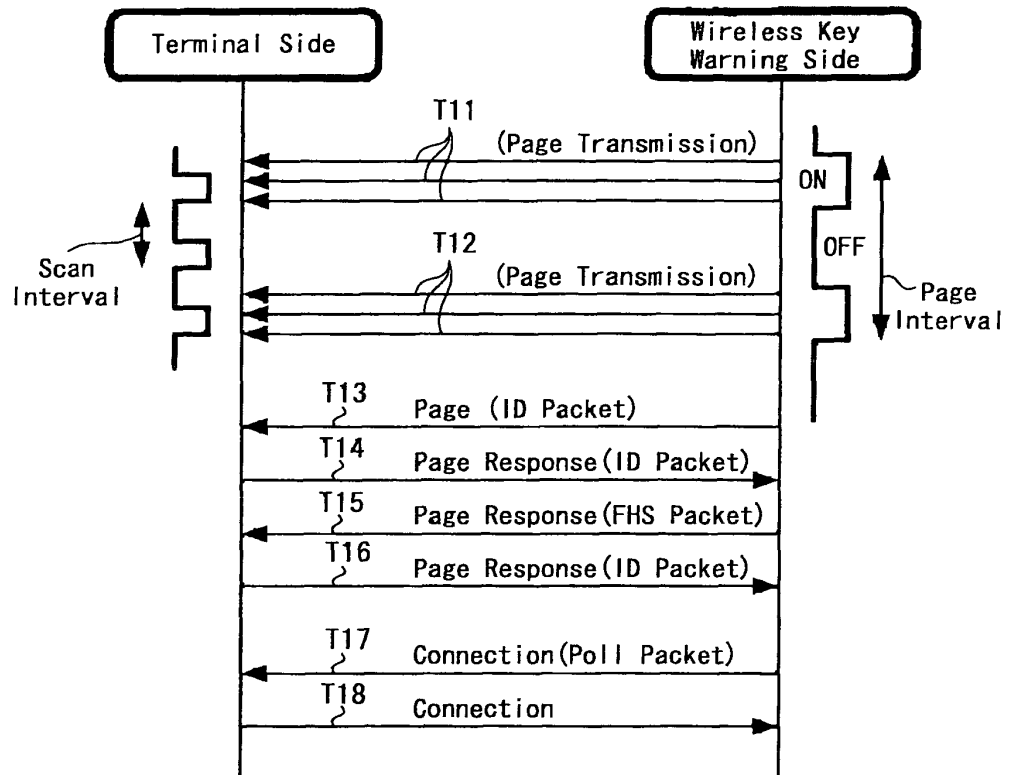 Terminal Side
Wireless Key
Warning Side
T11
(Page Transmission)
ON
OFF
Scan
Interval
T12
(Page Transmission)
Page
Interval
T13
Page (ID Packet)
T14
Page Response(ID Packet)
T15
Page Response(FHS Packet)
T16
Page Response(ID Packet)
T17
Connection(Poll Packet)
T18
Connection